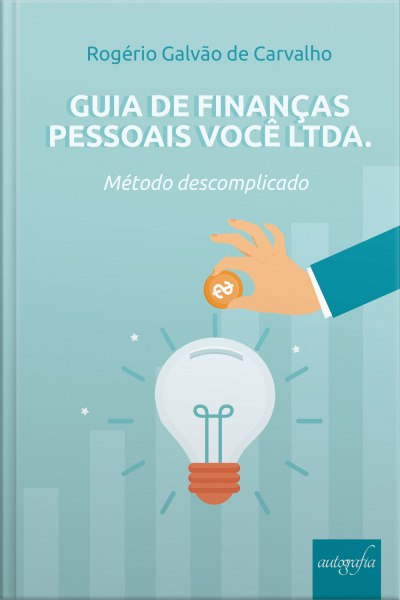 Rogério Galvão de Carvalho
GUIA DE FINANÇAS
PESSOAIS VOCÊ LTDA.
Método descomplicado
autografia